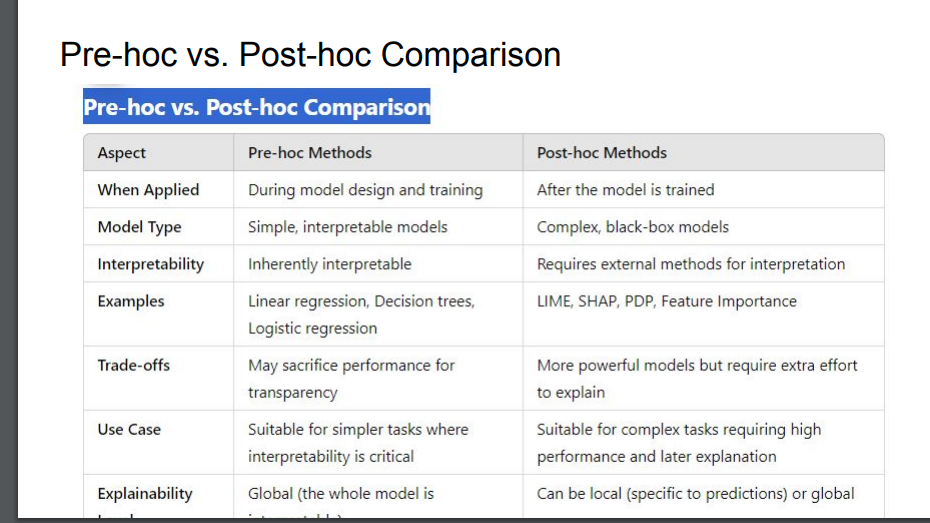 Pre-hoc vs. Post-hoc Comparison
Pre-hoc vs. Post-hoc Comparison
Aspect Pre-hoc Methods Post-hoc Methods
When Applied During model design and training After the model is trained
Model Type Simple, interpretable models Complex, black-box models
Interpretability Inherently interpretable Requires external methods for interpretation
Examples Linear regression, Decision trees, LIME, SHAP, PDP, Feature Importance
Logistic regression
Trade-offs May sacrifice performance for More powerful models but require extra effort
transparency to explain
Use Case Suitable for simpler tasks where Suitable for complex tasks requiring high
interpretability is critical performance and later explanation
Explainability Global (the whole model is Can be local (specific to predictions) or global